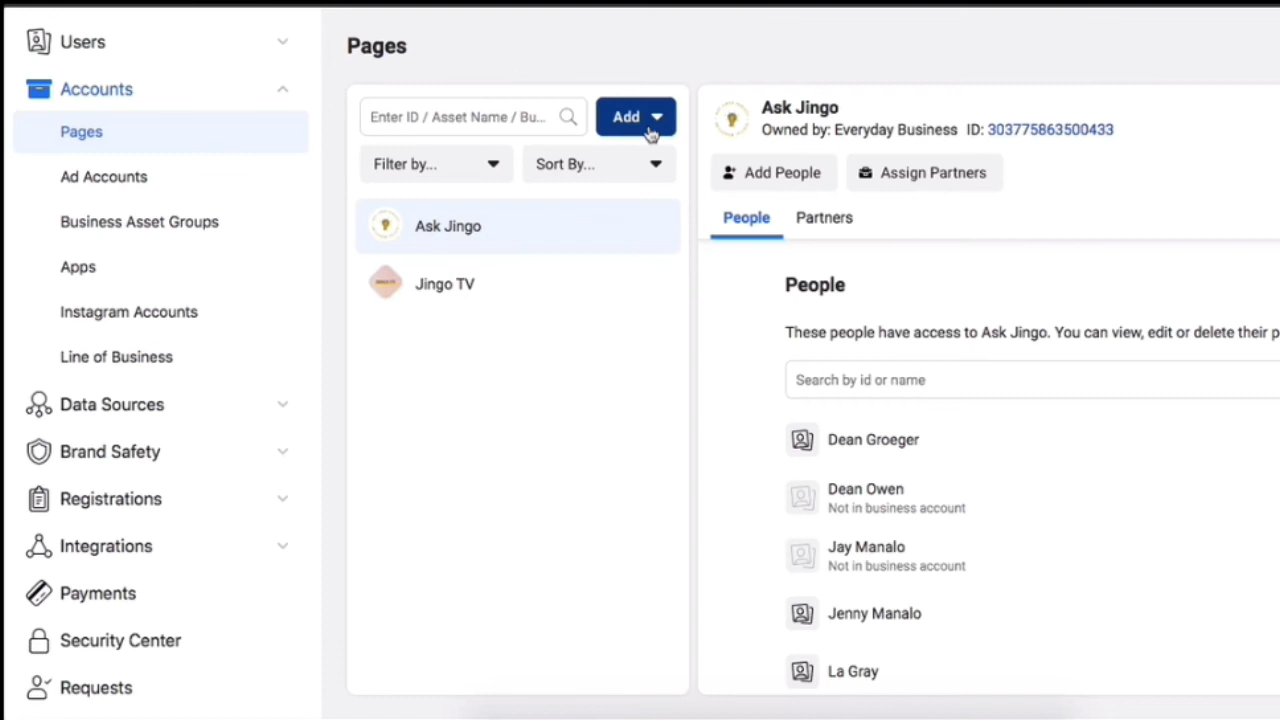 Users
Accounts
Pages
Ad Accounts
Business Asset Groups
Apps
Instagram Accounts
Line of Business
Data Sources
Brand Safety
Registrations
Integrations
Payments
Security Center
Requests
Pages
Enter ID / Asset Name / Bu...
Add
Filter by...
Sort By...
Ask Jingo
Jingo TV
Ask Jingo
Owned by: Everyday Business ID: 303775863500433
Add People
Assign Partners
People
Partners
People
These people have access to Ask Jingo. You can view, edit or delete their p
Search by id or name
Dean Groeger
Dean Owen
Not in business account
Jay Manalo
Not in business account
Jenny Manalo
La Gray